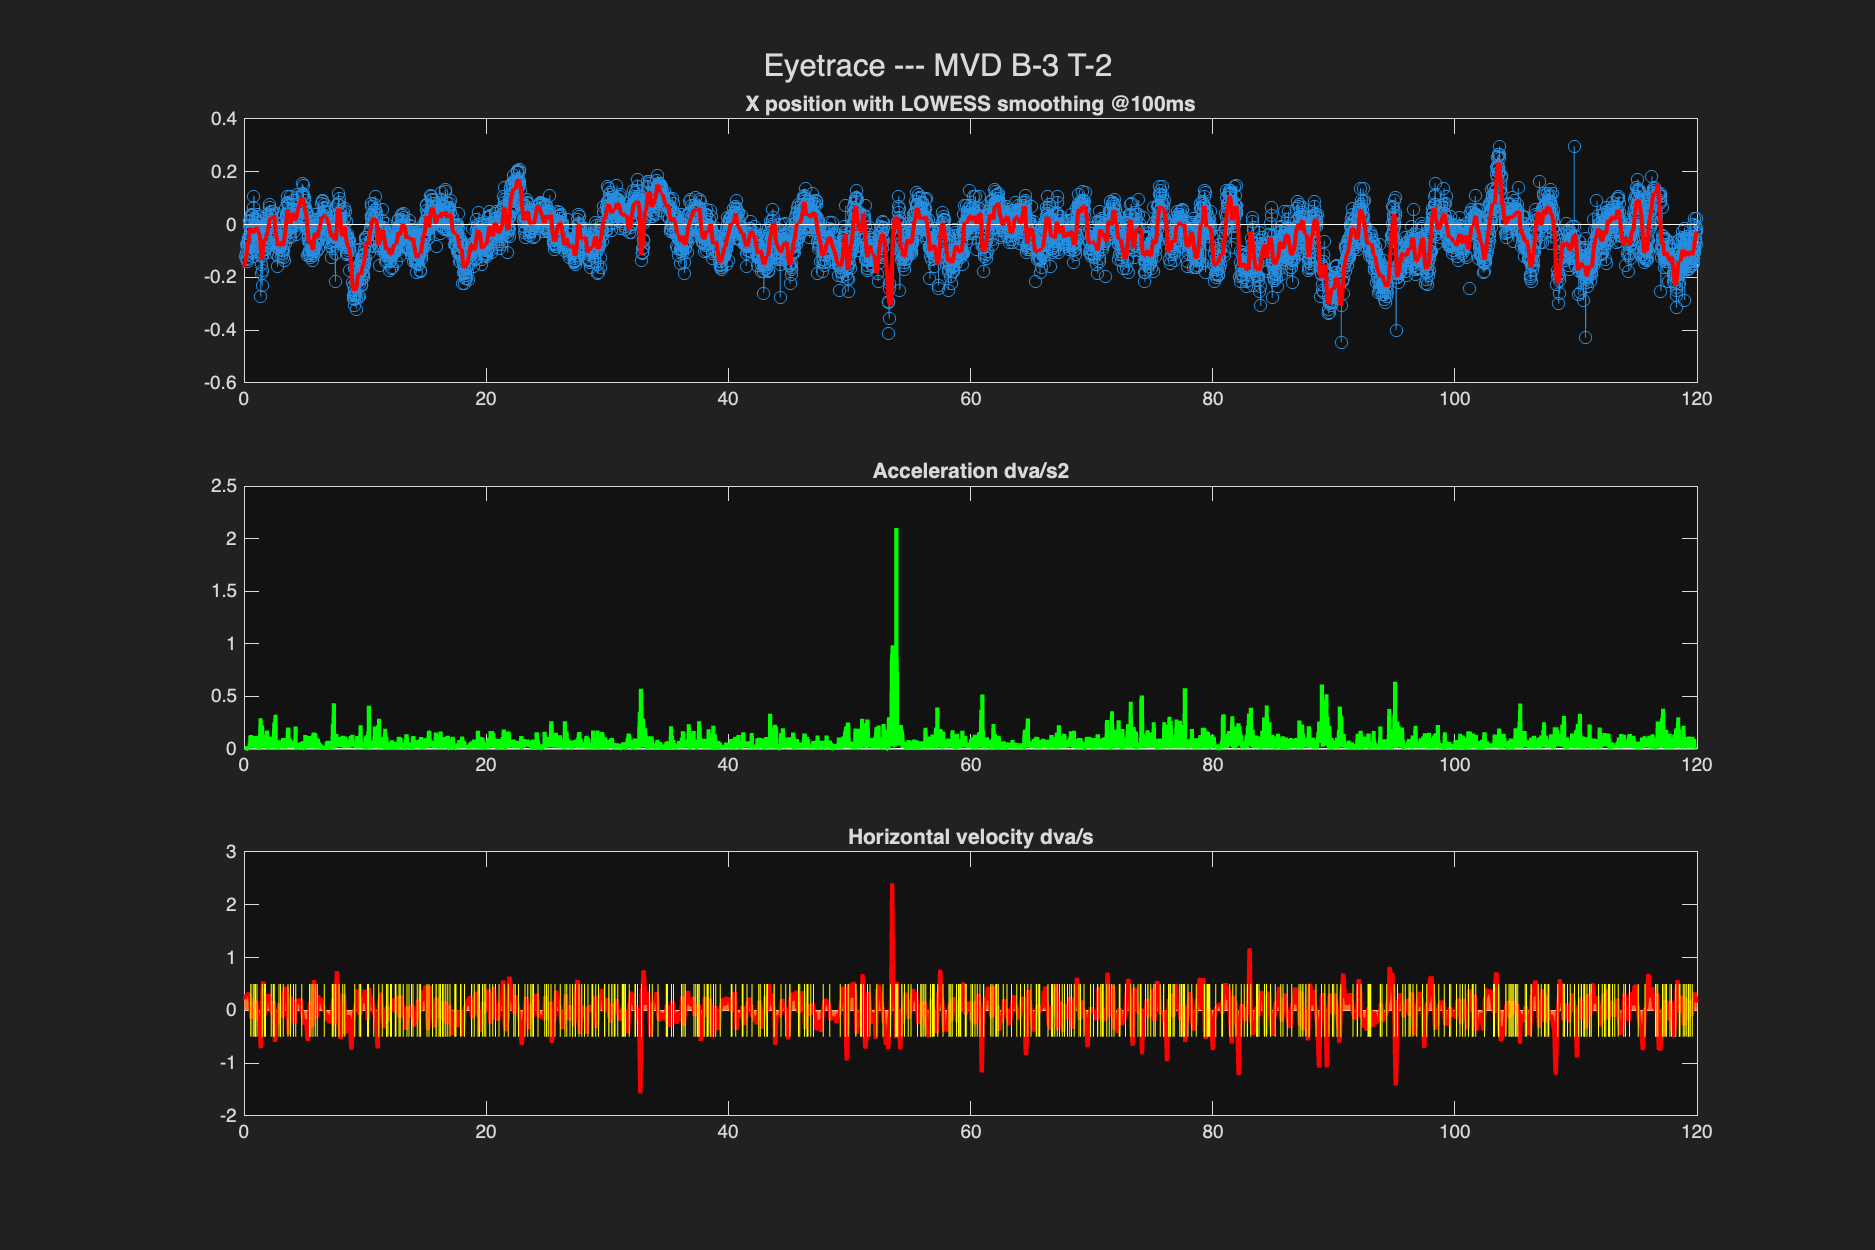 Eyetrace --- MVD B-3 T-2
X position with LOWESS smoothing @100ms
0.4
0.2
0
-0.2
-0.4
-0.6
0 20 40 60 80 100 120
Acceleration dva/s2
2.5
2
1.5
1
0.5
0
0 20 40 60 80 100 120
Horizontal velocity dva/s
3
2
1
0
-1
-2
0 20 40 60 80 100 120